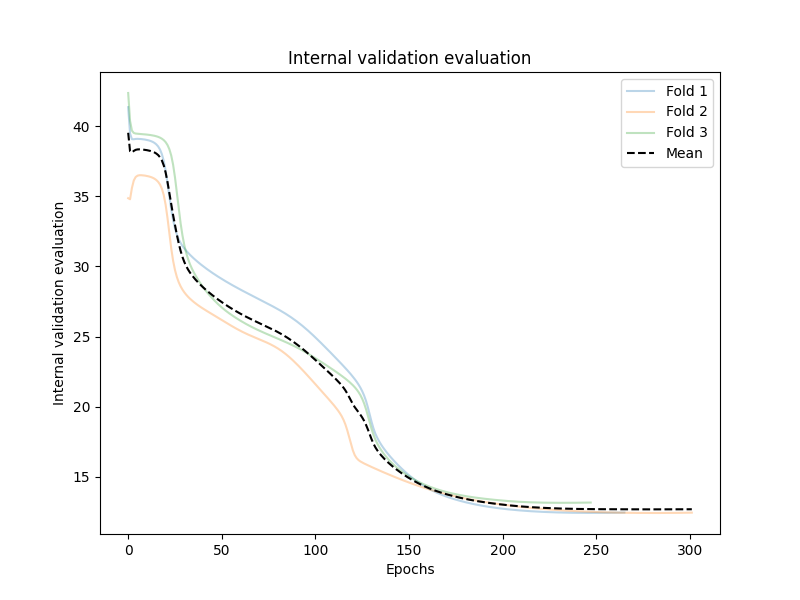 Internal validation evaluation
Fold 1
Fold 2
Fold 3
Mean
Internal validation evaluation
40
35
30
25
20
15
0 50 100 150 200 250 300
Epochs